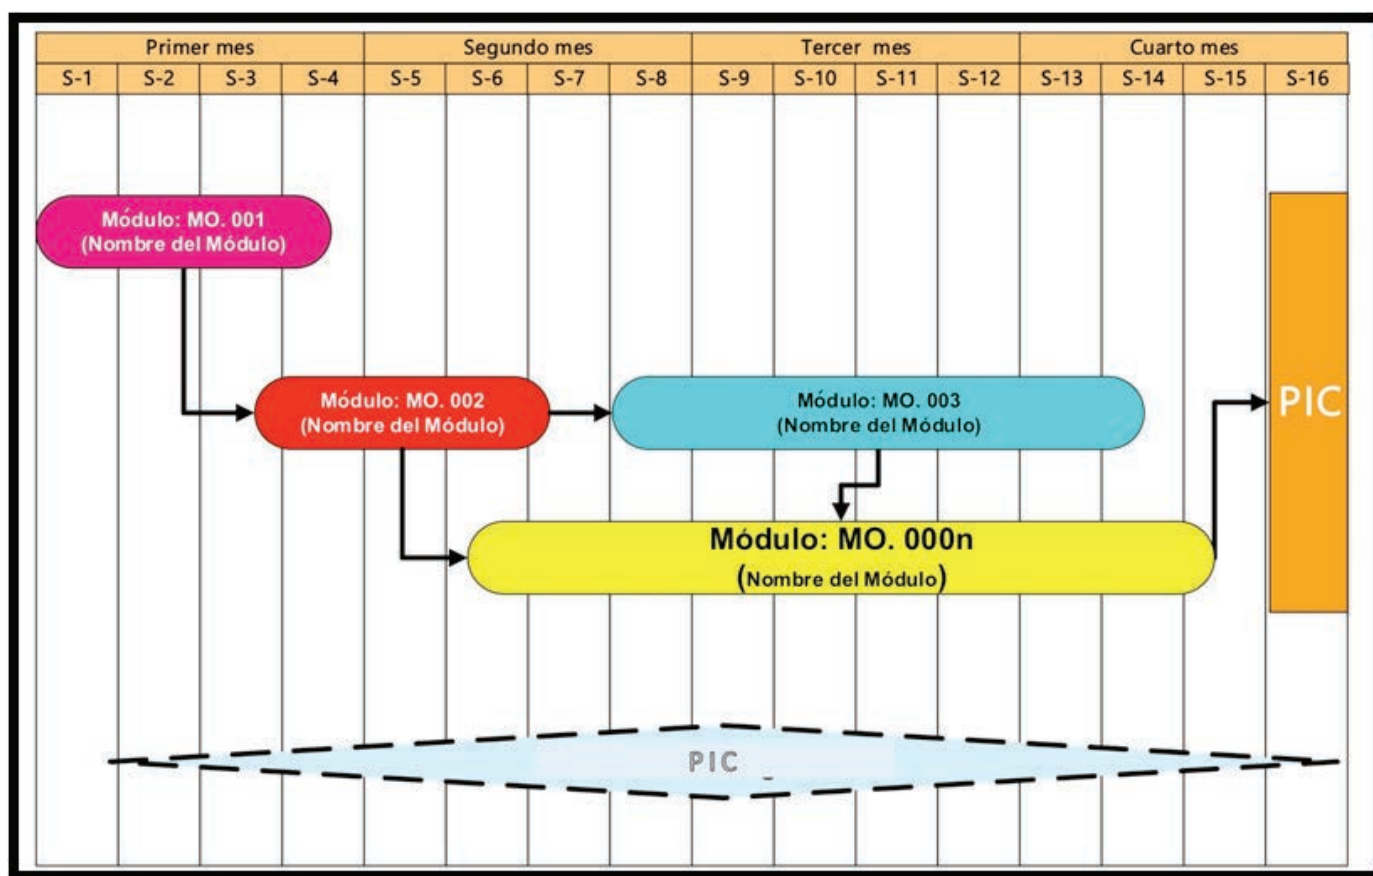 Primer mes Segundo mes Tercer mes Cuarto mes
S-1 S-2 S-3 S-4 S-5 S-6 S-7 S-8 S-9 S-10 S-11 S-12 S-13 S-14 S-15 S-16
Módulo: MO. 001
(Nombre del Módulo)
Módulo: MO. 002
(Nombre del Módulo)
Módulo: MO. 003
(Nombre del Módulo)
PIC
Módulo: MO. 000n
(Nombre del Módulo)
PIC _